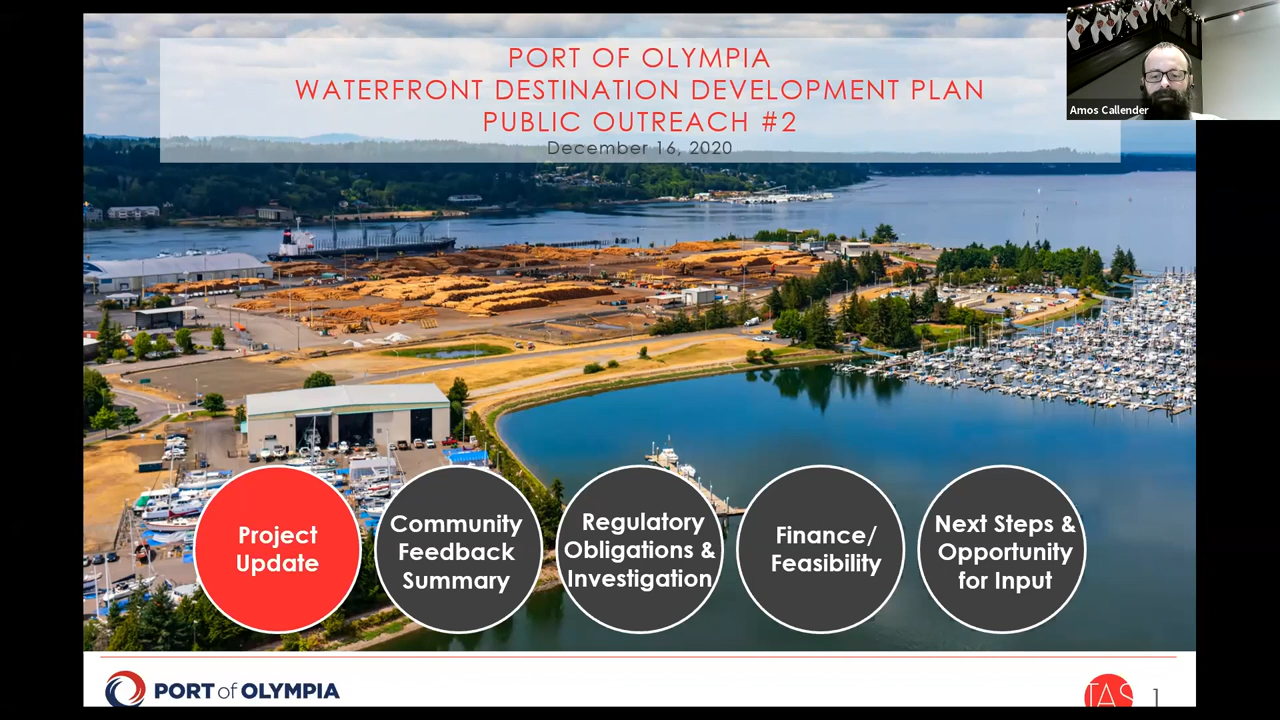 PORT OF OLYMPIA
WATERFRONT DESTINATION DEVELOPMENT PLAN
PUBLIC OUTREACH #2
December 16, 2020
Amos Callender
Project
Update
Community
Feedback
Summary
Regulatory
Obligations &
Investigation
Finance/
Feasibility
Next Steps &
Opportunity
for Input
PORT of OLYMPIA
TAS
1